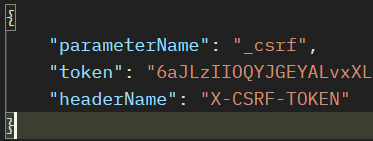 {
"parameterName": "_csrf",
"token": "6aJLzIIOQYJGEYALvxXL
"headerName": "X-CSRF-TOKEN"
}